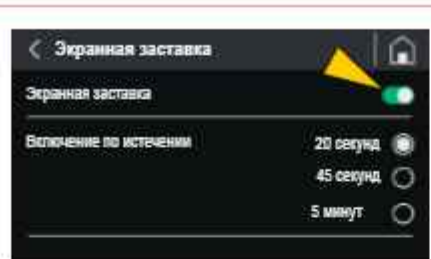 Экранная заставка
Экранная заставка
Включение по истечении
20 секунд
45 секунд
5 минут